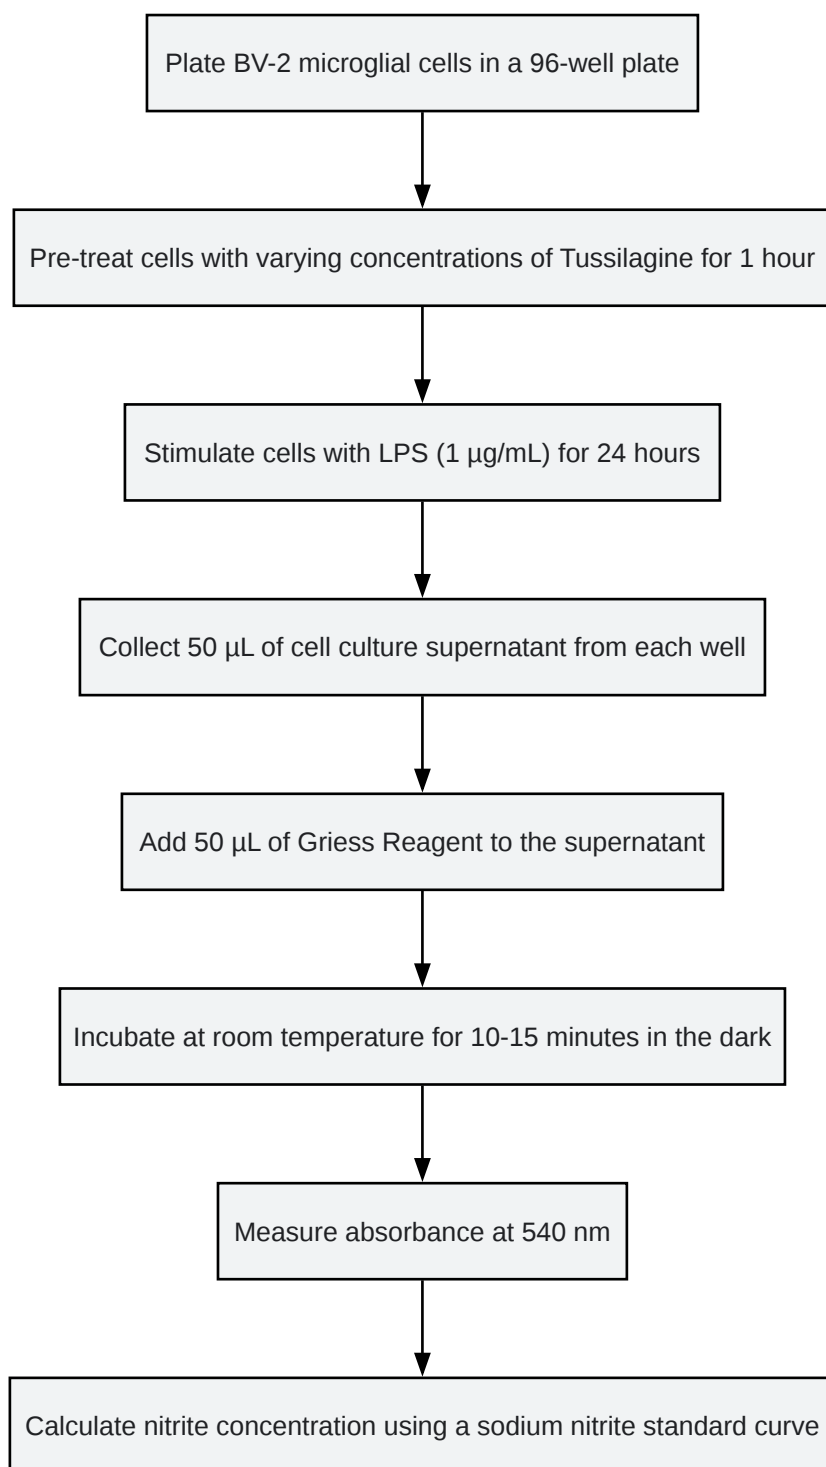 Plate BV-2 microglial cells in a 96-well plate
Pre-treat cells with varying concentrations of Tussilagine for 1 hour
Stimulate cells with LPS (1 µg/mL) for 24 hours
Collect 50 µL of cell culture supernatant from each well
Add 50 µL of Griess Reagent to the supernatant
Incubate at room temperature for 10-15 minutes in the dark
Measure absorbance at 540 nm
Calculate nitrite concentration using a sodium nitrite standard curve